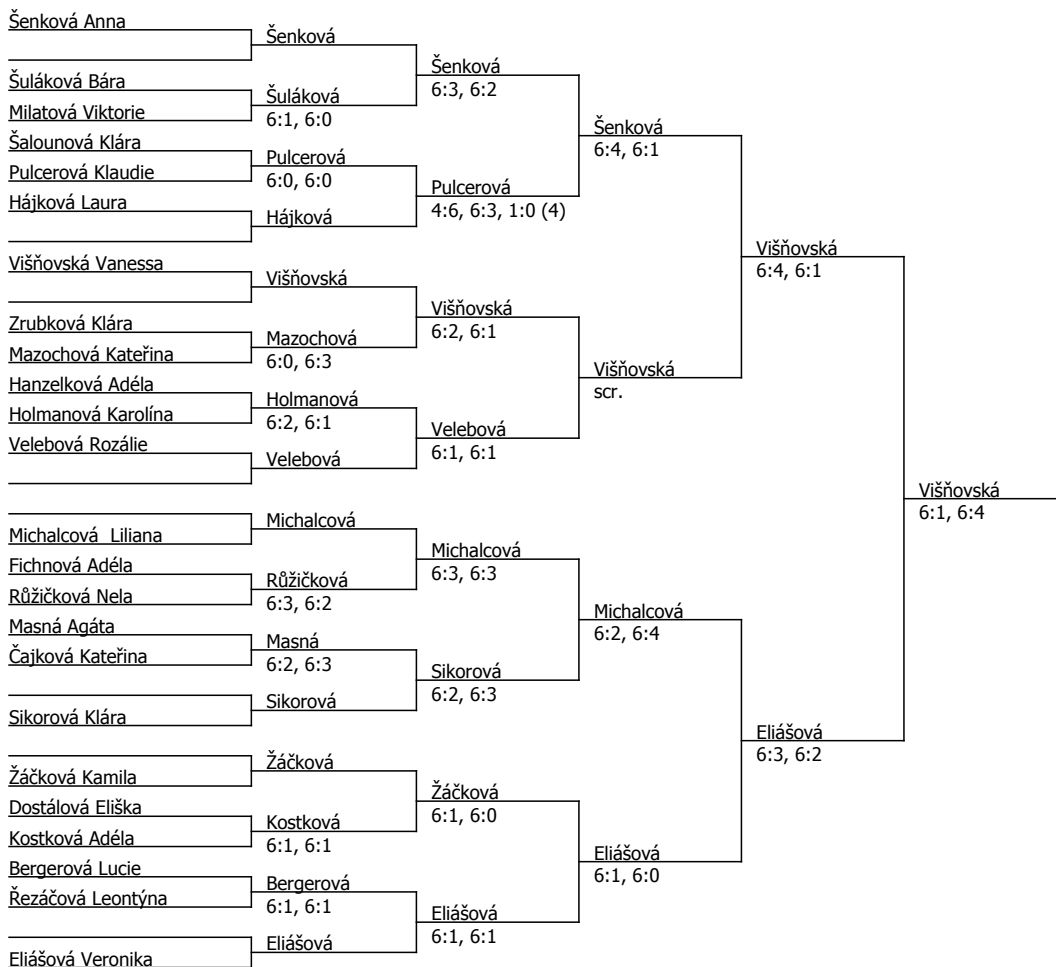 Šenková Anna
Šenková
Šenková
6:3, 6:2
Šuláková Bára
Šuláková
6:1, 6:0
Milatová Viktorie
Šenková
6:4, 6:1
Šalounová Klára
Pulcerová
6:0, 6:0
Pulcerová Klaudie
Pulcerová
4:6, 6:3, 1:0 (4)
Hájková Laura
Hájková
Višňovská
6:4, 6:1
Višňovská Vanessa
Višňovská
Višňovská
6:2, 6:1
Zrubková Klára
Mazochová
6:0, 6:3
Mazochová Kateřina
Višňovská
scr.
Hanzelková Adéla
Holmanová
6:2, 6:1
Holmanová Karolína
Velebová
6:1, 6:1
Velebová Rozálie
Velebová
Višňovská
6:1, 6:4
Michalcová
Michalcová  Liliana
Michalcová
6:3, 6:3
Fichnová Adéla
Růžičková
6:3, 6:2
Růžičková Nela
Michalcová
6:2, 6:4
Masná Agáta
Masná
6:2, 6:3
Čajková Kateřina
Sikorová
6:2, 6:3
Sikorová
Sikorová Klára
Eliášová
6:3, 6:2
Žáčková
Žáčková Kamila
Žáčková
6:1, 6:0
Dostálová Eliška
Kostková
6:1, 6:1
Kostková Adéla
Eliášová
6:1, 6:0
Bergerová Lucie
Bergerová
6:1, 6:1
Řezáčová Leontýna
Eliášová
6:1, 6:1
Eliášová
Eliášová Veronika